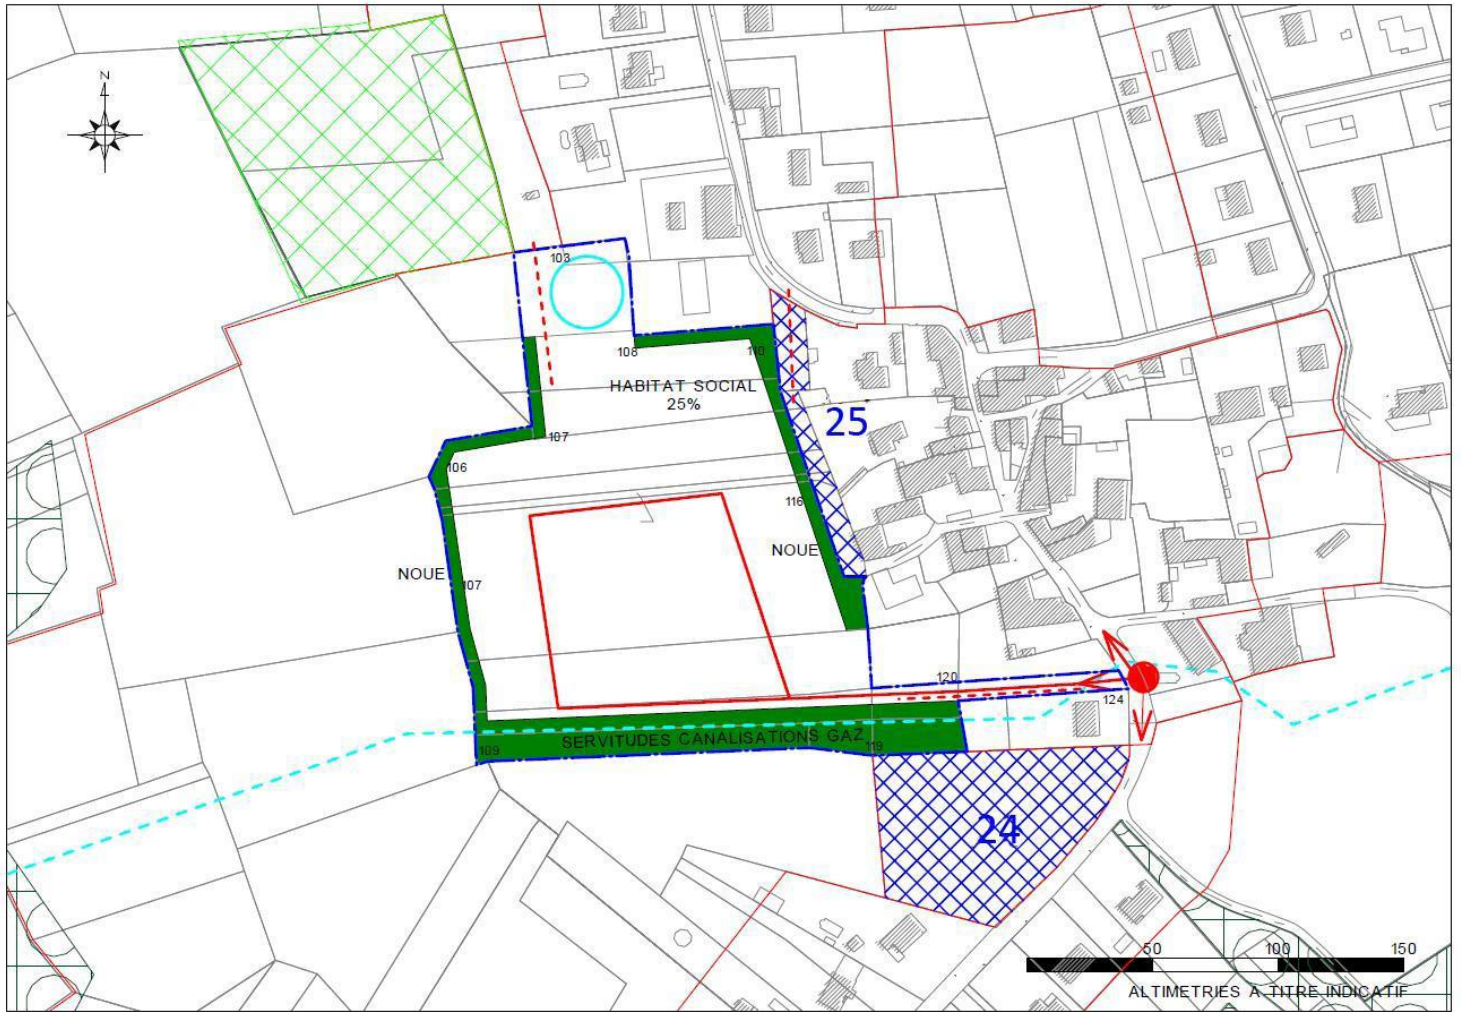 N
103
108
110
HABITAT SOCIAL
25%
25
107
106
116
NOUE
NOUE
107
120
124
SERVITUDES CANALISATIONS GAZ
119
109
24
50 100 150
ALTIMETRIES A TITRE INDICATIF